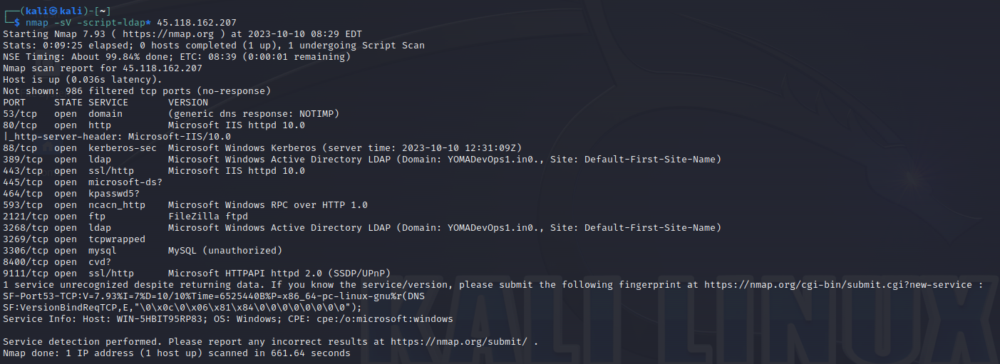 ┌──(kali㉿kali)-[~]
└─$ nmap -sV -script=ldap* 45.118.162.207
Starting Nmap 7.93 ( https://nmap.org ) at 2023-10-10 08:29 EDT
Stats: 0:09:25 elapsed; 0 hosts completed (1 up), 1 undergoing Script Scan
NSE Timing: About 99.84% done; ETC: 08:39 (0:00:01 remaining)
Nmap scan report for 45.118.162.207
Host is up (0.036s latency).
Not shown: 986 filtered tcp ports (no-response)
PORT     STATE SERVICE       VERSION
53/tcp   open  domain        (generic dns response: NOTIMP)
80/tcp   open  http          Microsoft IIS httpd 10.0
|_http-server-header: Microsoft-IIS/10.0
88/tcp   open  kerberos-sec  Microsoft Windows Kerberos (server time: 2023-10-10 12:31:09Z)
389/tcp  open  ldap          Microsoft Windows Active Directory LDAP (Domain: YOMADevOps1.in0., Site: Default-First-Site-Name)
443/tcp  open  ssl/http      Microsoft IIS httpd 10.0
445/tcp  open  microsoft-ds?
464/tcp  open  kpasswd5?
593/tcp  open  ncacn_http    Microsoft Windows RPC over HTTP 1.0
2121/tcp open  ftp           FileZilla ftpd
3268/tcp open  ldap          Microsoft Windows Active Directory LDAP (Domain: YOMADevOps1.in0., Site: Default-First-Site-Name)
3269/tcp open  tcpwrapped
3306/tcp open  mysql         MySQL (unauthorized)
8400/tcp open  cvd?
9111/tcp open  ssl/http      Microsoft HTTPAPI httpd 2.0 (SSDP/UPnP)
1 service unrecognized despite returning data. If you know the service/version, please submit the following fingerprint at https://nmap.org/cgi-bin/submit.cgi?new-service :
SF-Port53-TCP:V=7.93%I=7%D=10/10%Time=6525440B%P=x86_64-pc-linux-gnu%r(DNS
SF:VersionBindReqTCP,E,"\0\x0c\0\x06\x81\x84\0\0\0\0\0\0\0\0");
Service Info: Host: WIN-5HBIT95RP83; OS: Windows; CPE: cpe:/o:microsoft:windows

Service detection performed. Please report any incorrect results at https://nmap.org/submit/ .
Nmap done: 1 IP address (1 host up) scanned in 661.64 seconds
KALI LINUX